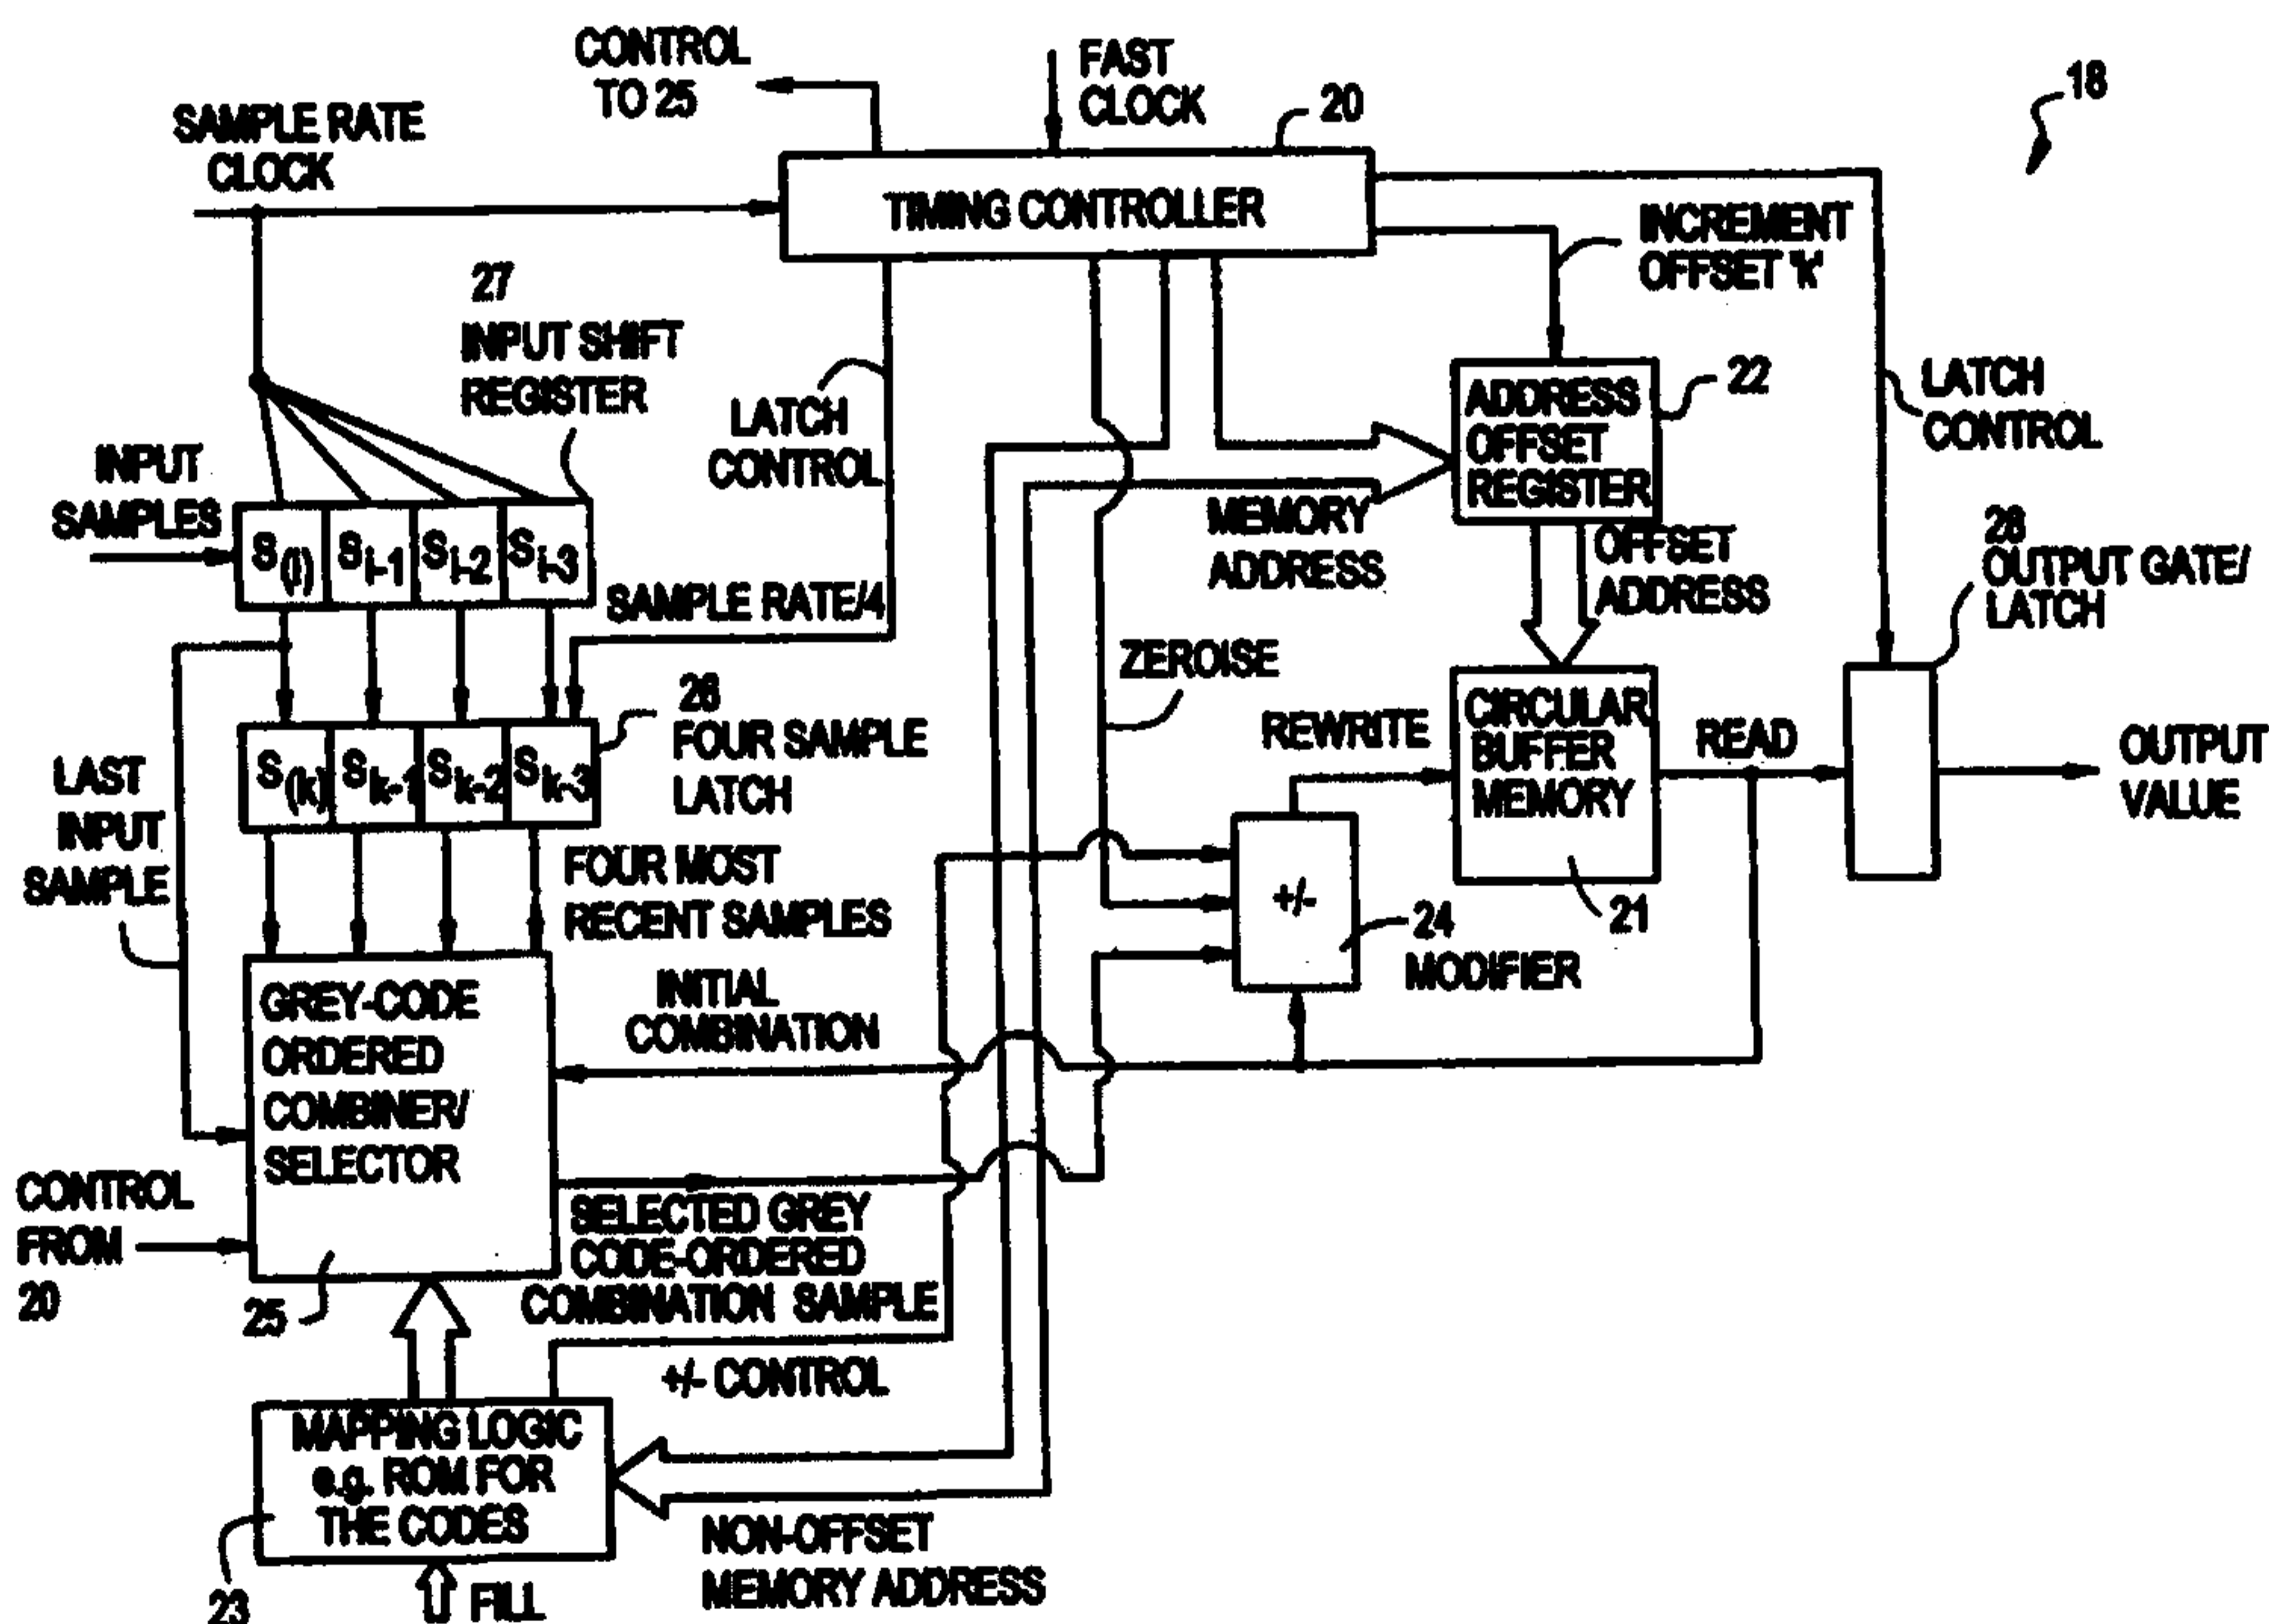 CONTROL
TO 25
FAST
CLOCK
20
18
SAMPLE RATE
CLOCK
TIMING CONTROLLER
INCREMENT
OFFSET 'k'
27
INPUT SHIFT
REGISTER
LATCH
CONTROL
ADDRESS
OFFSET
REGISTER
22
LATCH
CONTROL
INPUT
SAMPLES
S(i) Si-1 Si-2 Si-3
SAMPLE RATE/4
MEMORY
ADDRESS
OFFSET
ADDRESS
28
OUTPUT GATE/
LATCH
ZEROISE
26
FOUR SAMPLE
LATCH
S(k) Sk-1 Sk-2 Sk-3
LAST
INPUT
SAMPLE
REWRITE
CIRCULAR
BUFFER
MEMORY
READ
OUTPUT
VALUE
FOUR MOST
RECENT SAMPLES
+/-
24
MODIFIER
21
GREY-CODE
ORDERED
COMBINER/
SELECTOR
INITIAL
COMBINATION
CONTROL
FROM
20
25
SELECTED GREY
CODE-ORDERED
COMBINATION SAMPLE
+/- CONTROL
MAPPING LOGIC
e.g. ROM FOR
THE CODES
23
FILL
NON-OFFSET
MEMORY ADDRESS